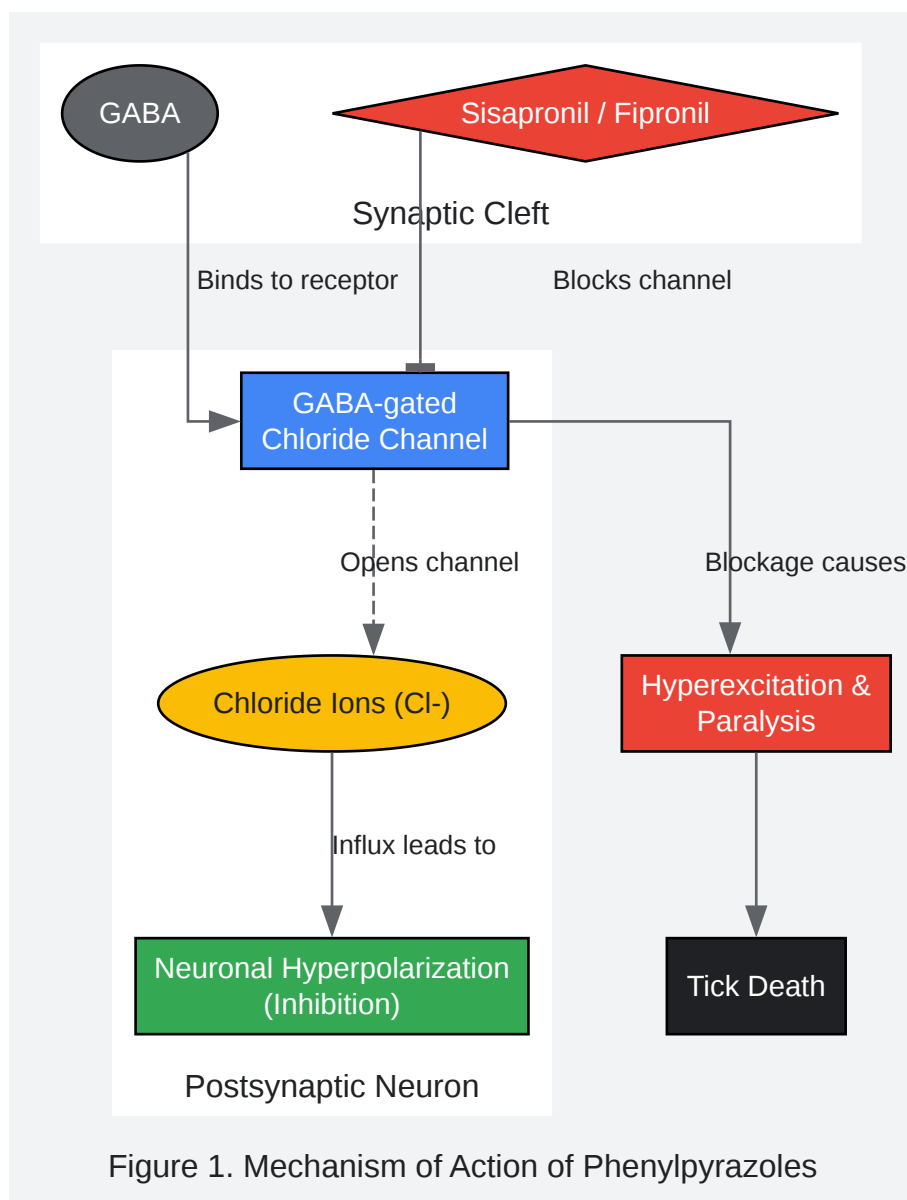 GABA
Sisapronil / Fipronil
Synaptic Cleft
Binds to receptor
Blocks channel
GABA-gated
Chloride Channel
Opens channel
Blockage causes
Chloride Ions (Cl-)
Hyperexcitation &
Paralysis
Influx leads to
Neuronal Hyperpolarization
(Inhibition)
Tick Death
Postsynaptic Neuron
Figure 1. Mechanism of Action of Phenylpyrazoles